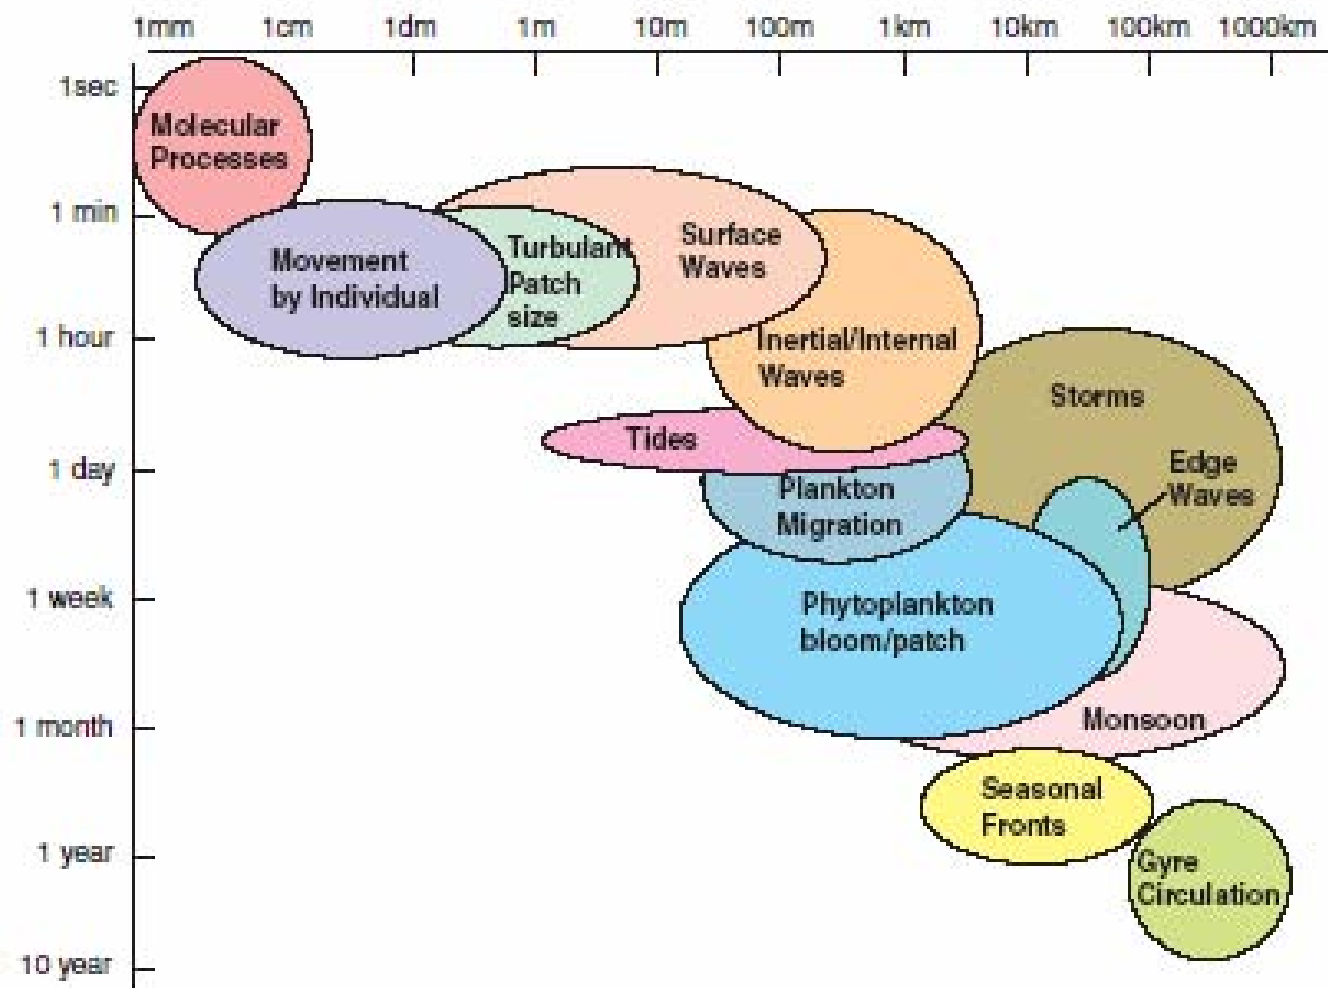 1mm 1cm 1dm 1m 10m 100m 1km 10km 100km 1000km
1sec
Molecular
Processes
1 min
Movement
by Individual
Turbulant
Patch
size
Surface
Waves
1 hour
Inertial/Internal
Waves
Storms
Tides
1 day
Edge
Waves
Plankton
Migration
1 week
Phytoplankton
bloom/patch
1 month
Monsoon
Seasonal
Fronts
1 year
Gyre
Circulation
10 year